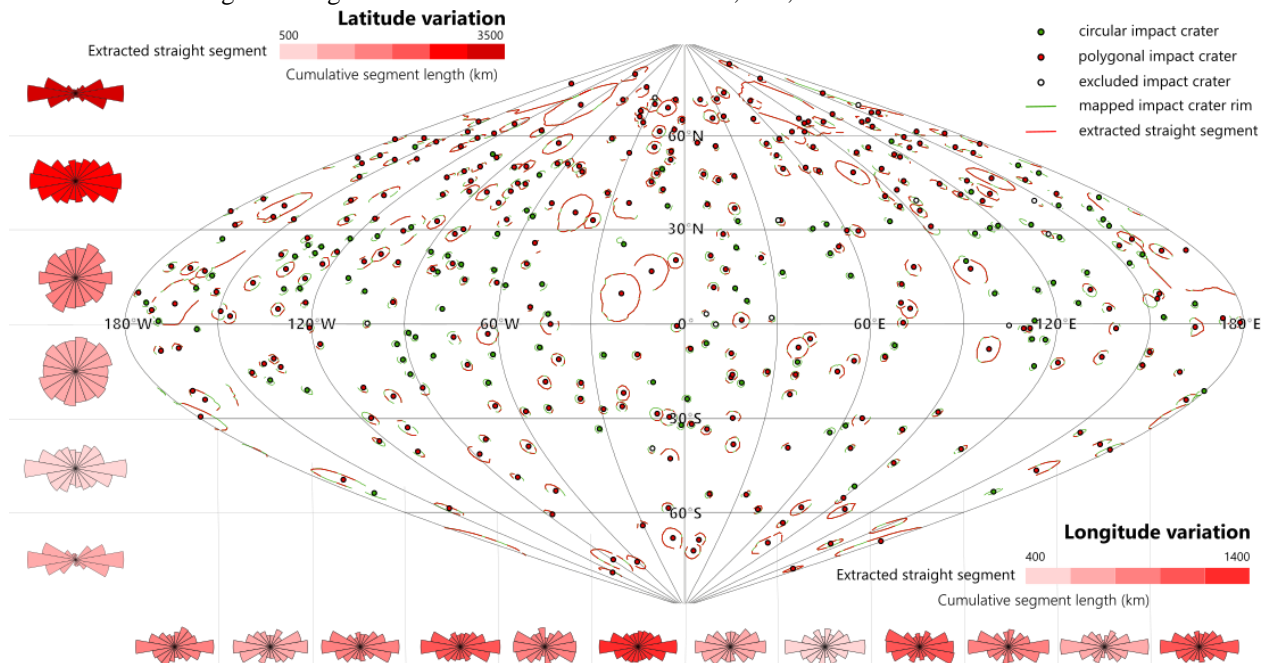 Latitude variation
500
3500
Extracted straight segment
Cumulative segment length (km)
circular impact crater
polygonal impact crater
excluded impact crater
mapped impact crater rim
extracted straight segment
60°N
30°N
180°W
120°W
60°W
0°
60°E
120°E
180°E
30°S
60°S
Longitude variation
400
1400
Extracted straight segment
Cumulative segment length (km)